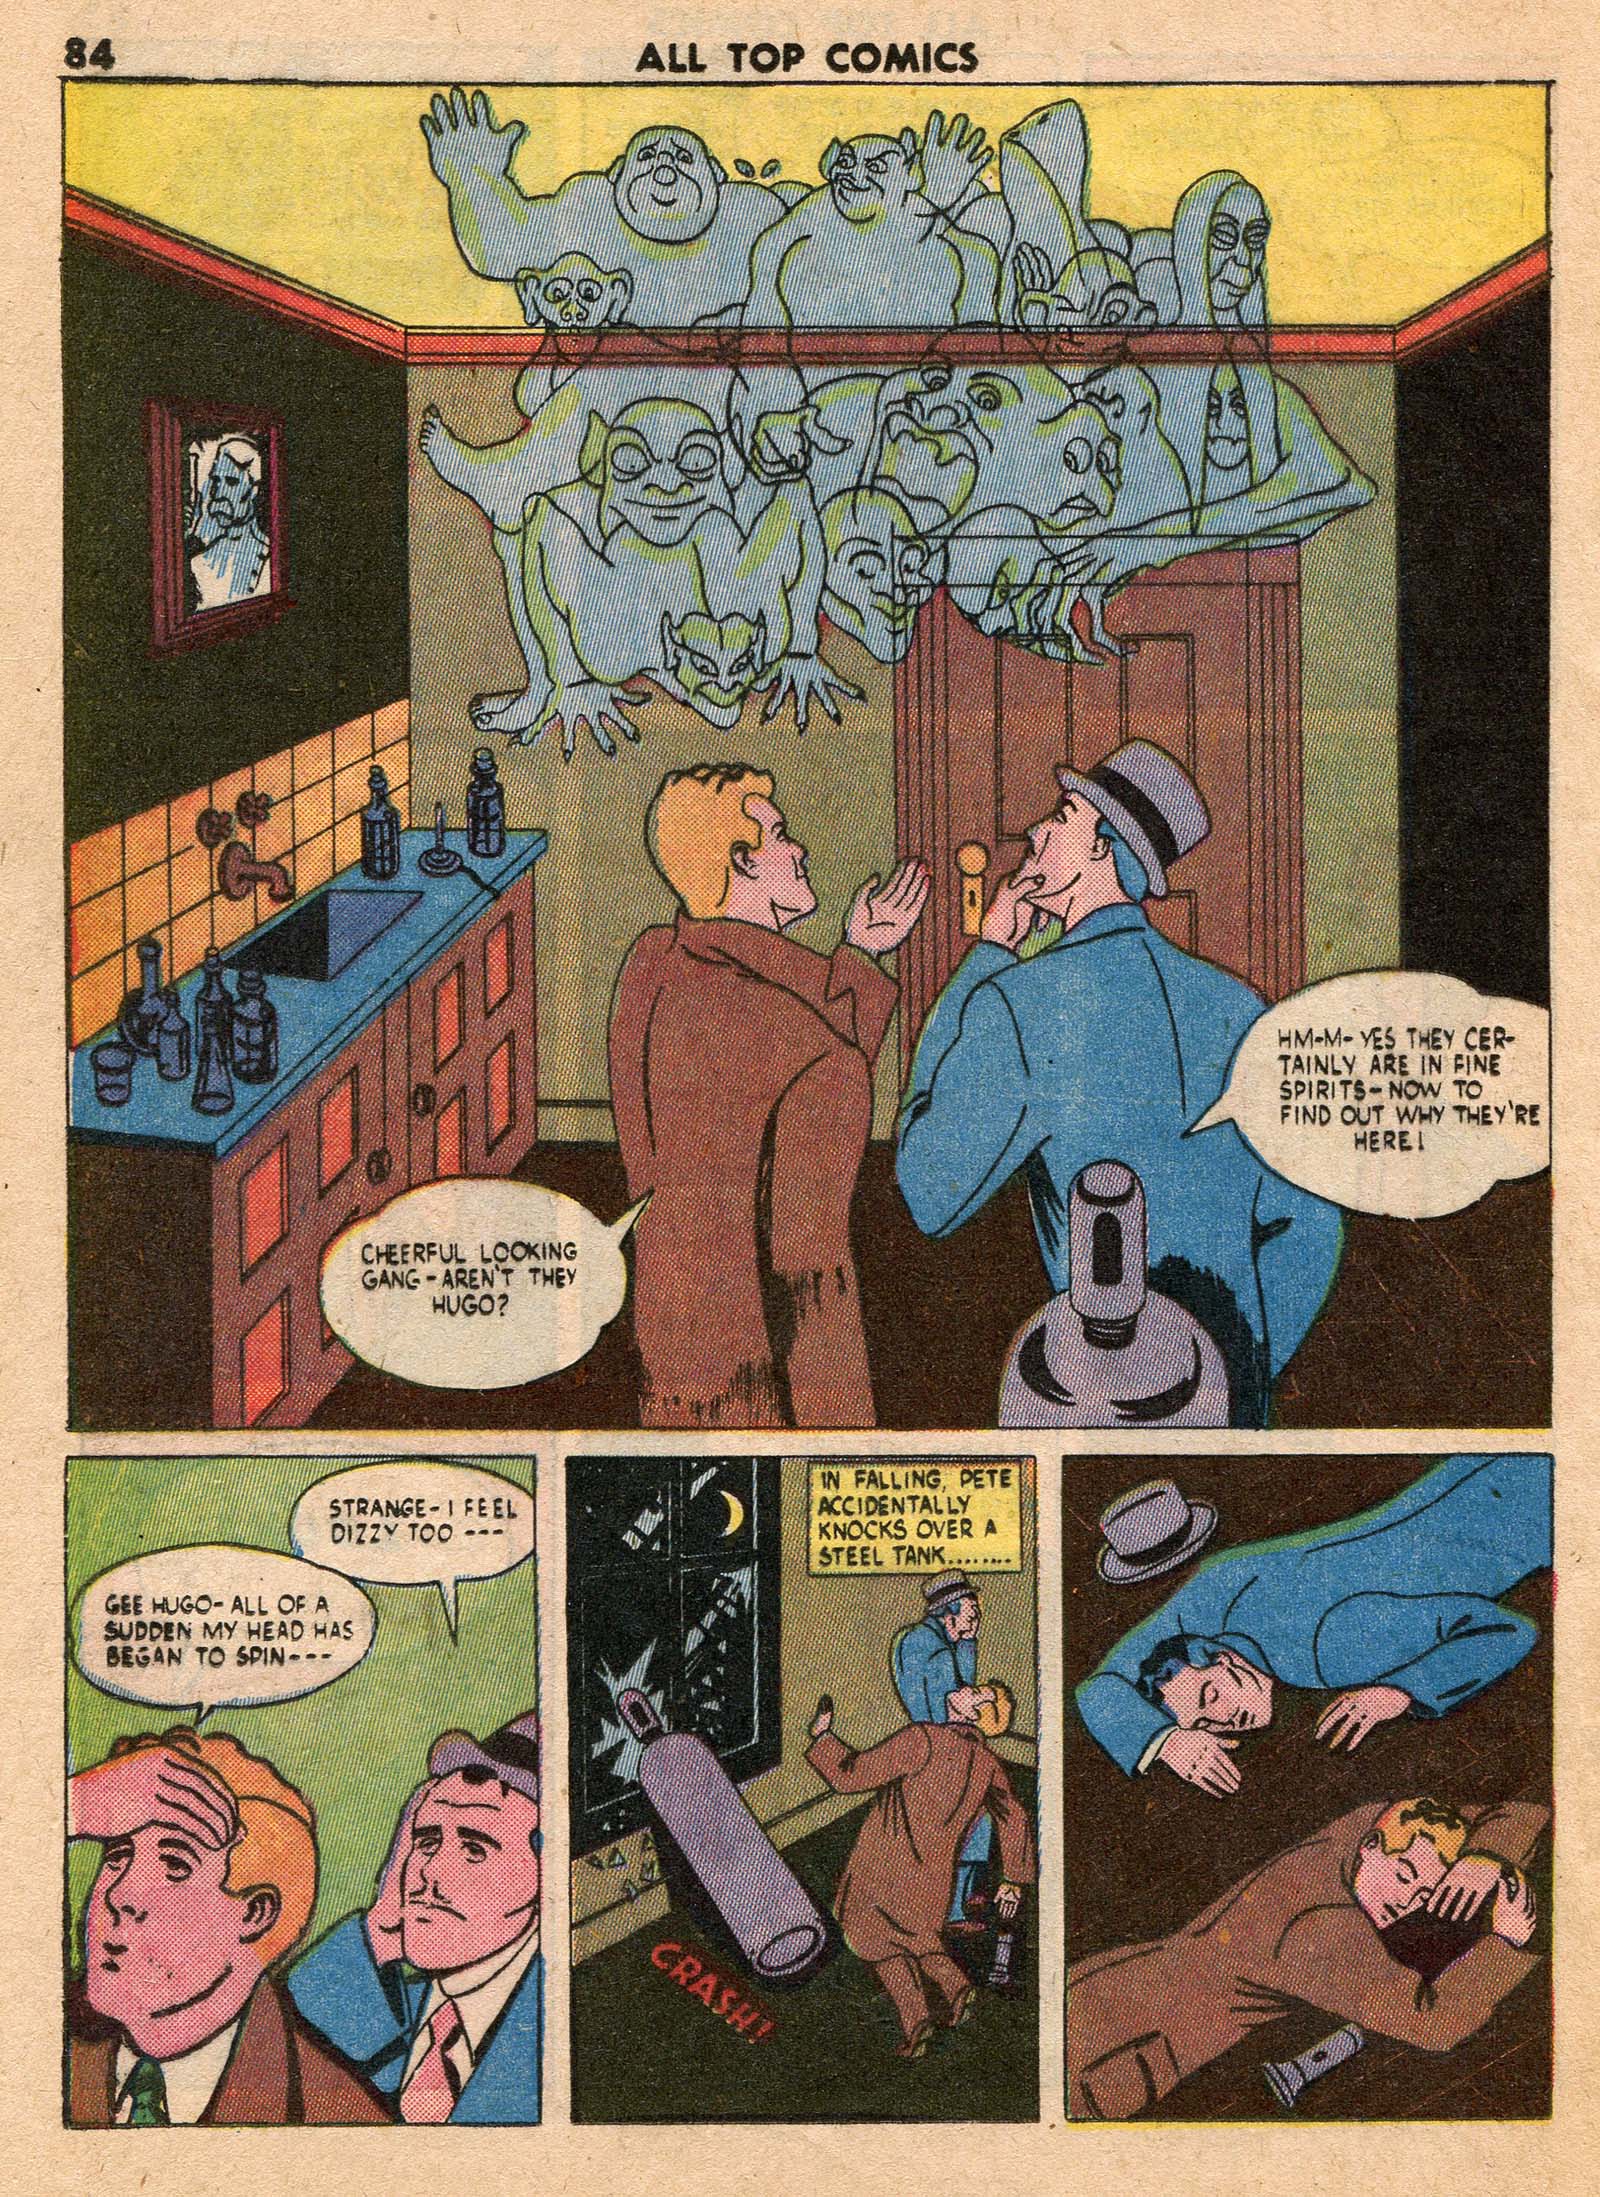 84
ALL TOP COMICS
HM-M- YES THEY CER-
TAINLY ARE IN FINE
SPIRITS- NOW TO
FIND OUT WHY THEY'RE
HERE!
CHEERFUL LOOKING
GANG- AREN'T THEY
HUGO?
STRANGE- I FEEL
DIZZY TOO ---
GEE HUGO- ALL OF A
SUDDEN MY HEAD HAS
BEGAN TO SPIN---
IN FALLING, PETE
ACCIDENTALLY
KNOCKS OVER A
STEEL TANK........
CRASH!